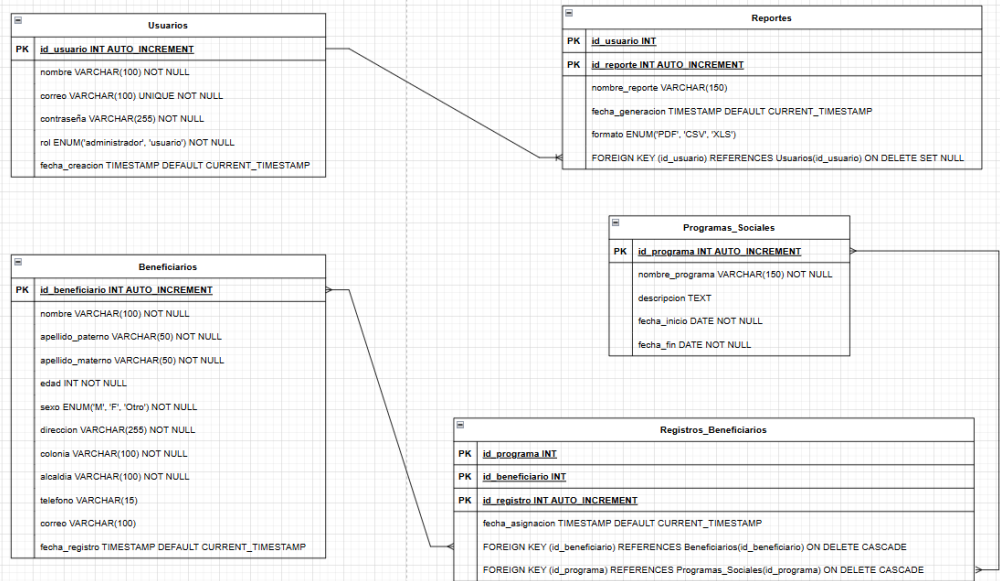 Usuarios
PK id_usuario INT AUTO_INCREMENT
nombre VARCHAR(100) NOT NULL
correo VARCHAR(100) UNIQUE NOT NULL
contraseña VARCHAR(255) NOT NULL
rol ENUM('administrador', 'usuario') NOT NULL
fecha_creacion TIMESTAMP DEFAULT CURRENT_TIMESTAMP
Reportes
PK id_usuario INT
PK id_reporte INT AUTO_INCREMENT
nombre_reporte VARCHAR(150)
fecha_generacion TIMESTAMP DEFAULT CURRENT_TIMESTAMP
formato ENUM('PDF', 'CSV', 'XLS')
FOREIGN KEY (id_usuario) REFERENCES Usuarios(id_usuario) ON DELETE SET NULL
Programas_Sociales
PK id_programa INT AUTO_INCREMENT
nombre_programa VARCHAR(150) NOT NULL
descripcion TEXT
fecha_inicio DATE NOT NULL
fecha_fin DATE NOT NULL
Beneficiarios
PK id_beneficiario INT AUTO_INCREMENT
nombre VARCHAR(100) NOT NULL
apellido_paterno VARCHAR(50) NOT NULL
apellido_materno VARCHAR(50) NOT NULL
edad INT NOT NULL
sexo ENUM('M', 'F', 'Otro') NOT NULL
direccion VARCHAR(255) NOT NULL
colonia VARCHAR(100) NOT NULL
alcaldia VARCHAR(100) NOT NULL
telefono VARCHAR(15)
correo VARCHAR(100)
fecha_registro TIMESTAMP DEFAULT CURRENT_TIMESTAMP
Registros_Beneficiarios
PK id_programa INT
PK id_beneficiario INT
PK id_registro INT AUTO_INCREMENT
fecha_asignacion TIMESTAMP DEFAULT CURRENT_TIMESTAMP
FOREIGN KEY (id_beneficiario) REFERENCES Beneficiarios(id_beneficiario) ON DELETE CASCADE
FOREIGN KEY (id_programa) REFERENCES Programas_Sociales(id_programa) ON DELETE CASCADE